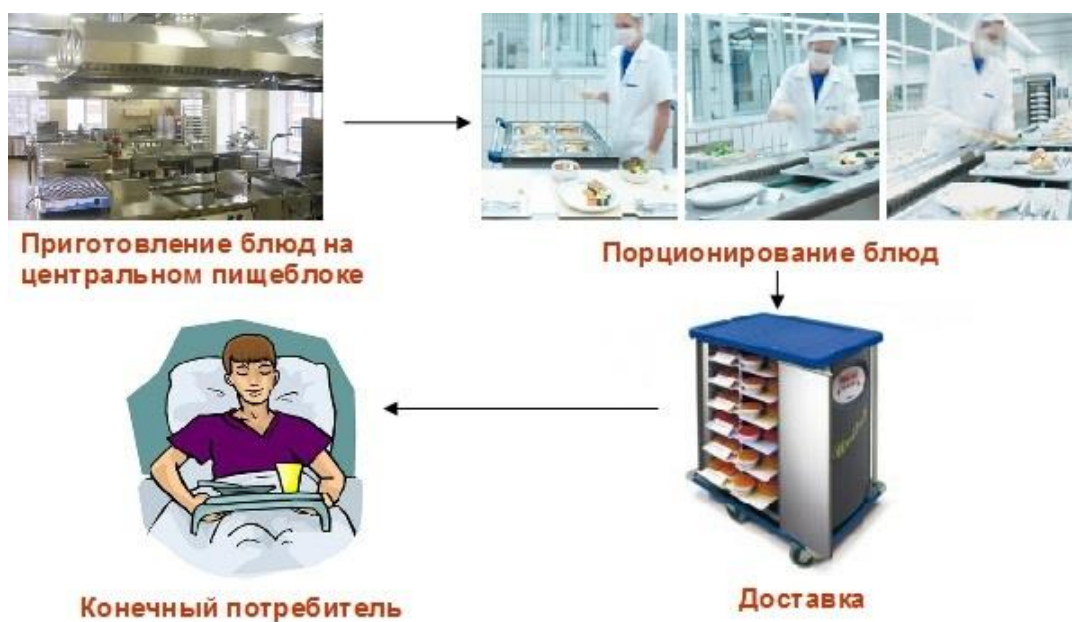 Приготовление блюд на
центральном пищеблоке
Порционирование блюд
Доставка
Конечный потребитель